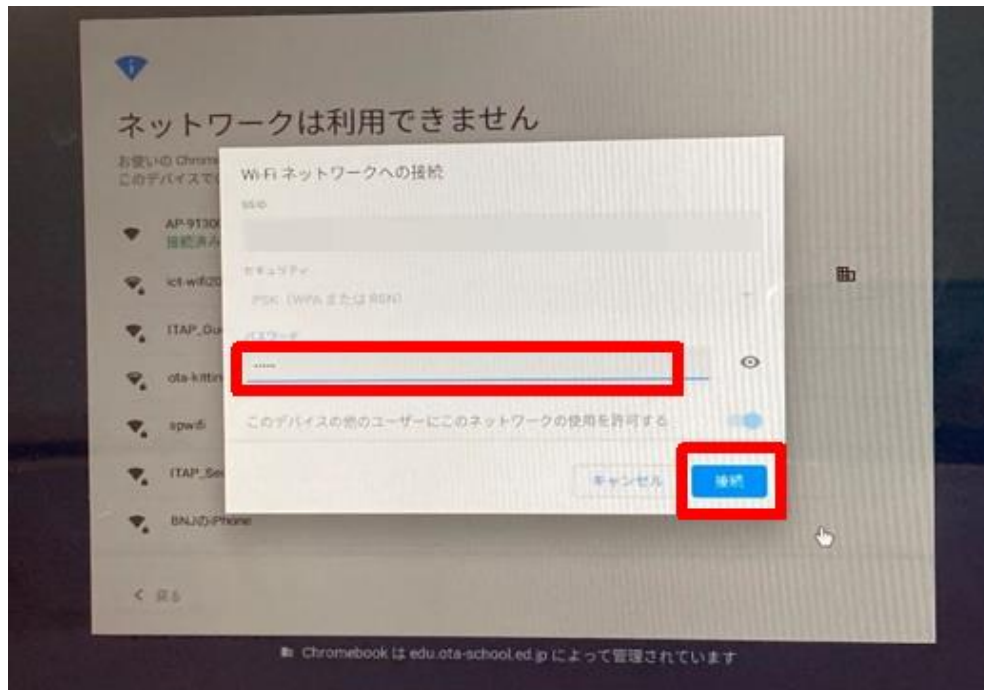 ネットワークは利用できません
お使いの Chrom
このデバイスで
Wi-Fi ネットワークへの接続
SSID
AP-9130
接続済み
セキュリティ
ict-wifi20
PSK（WPA または RSN）
ITAP_Gu
パスワード
.....
ota-kittin
このデバイスの他のユーザーにこのネットワークの使用を許可する
spwifi
ITAP_Se
キャンセル
接続
BNJのiPhone
戻る
Chromebook は edu.ota-school.ed.jp によって管理されています